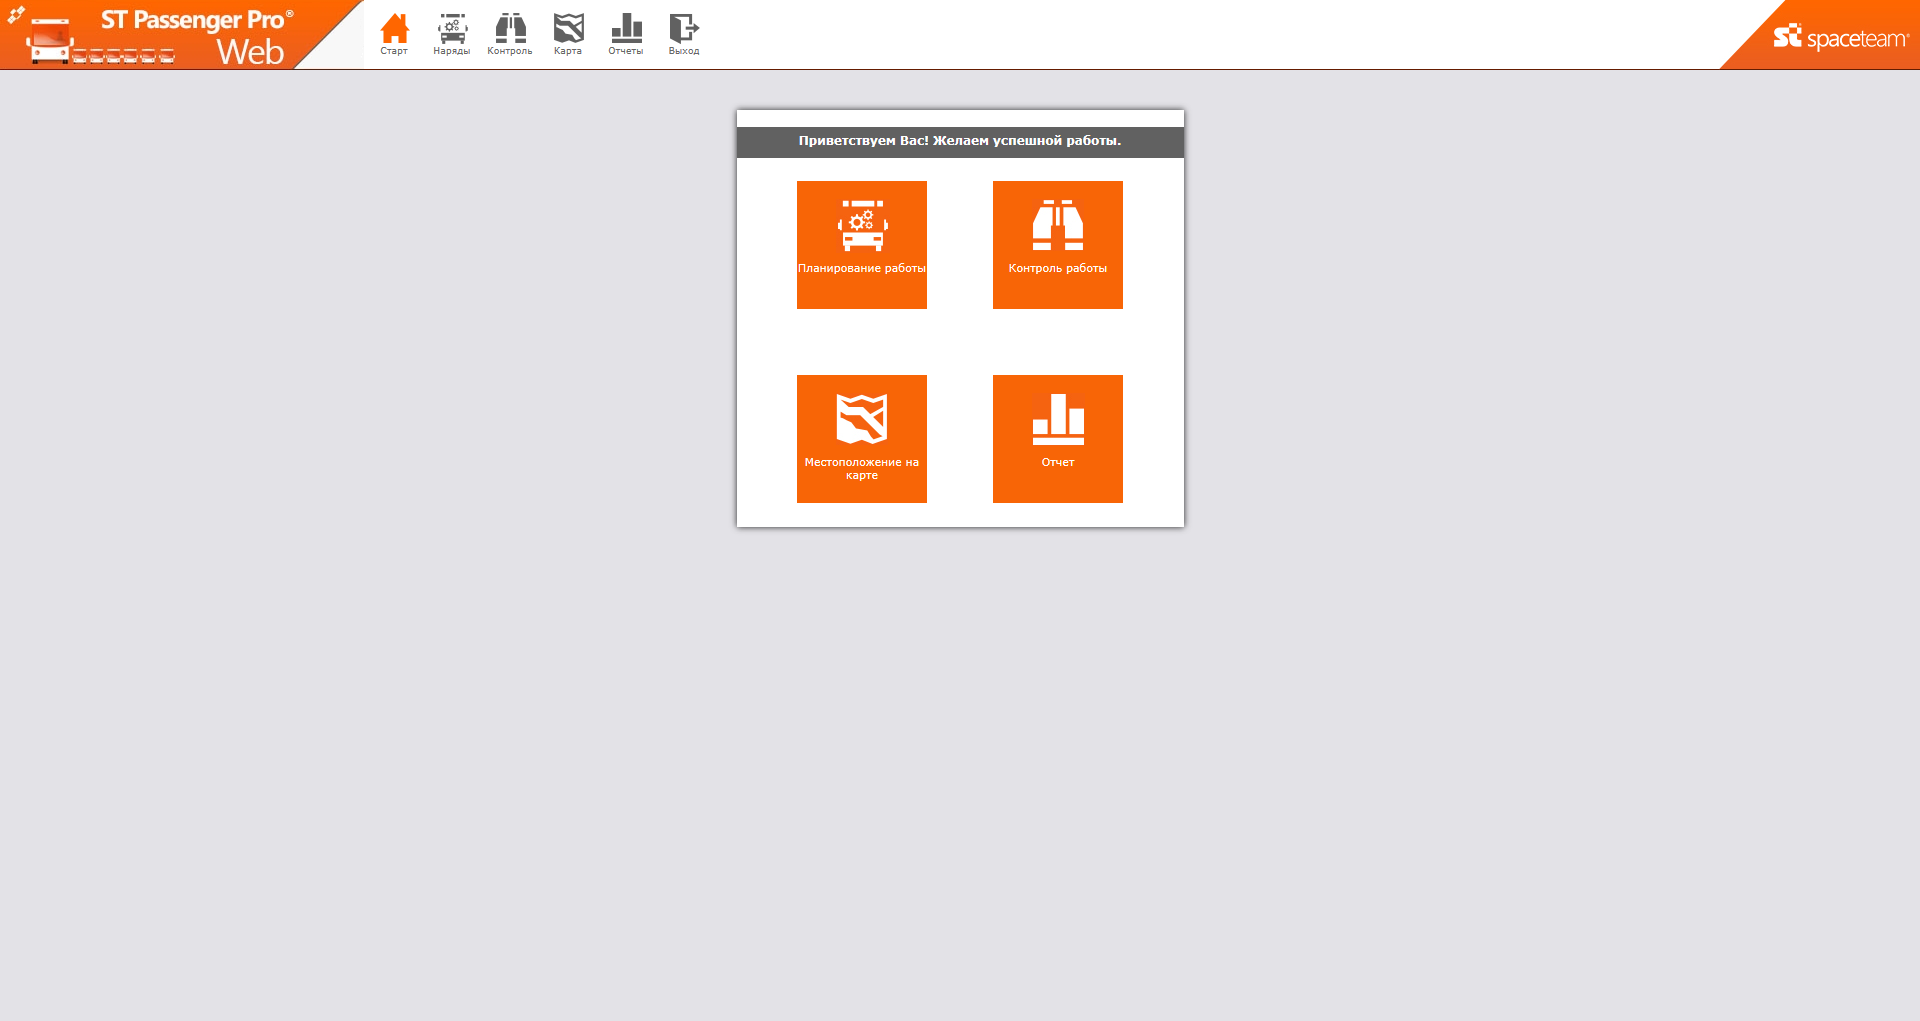 ST Passenger Pro®
Web
Старт
Наряды
Контроль
Карта
Отчеты
Выход
st spaceteam®
Приветствуем Вас! Желаем успешной работы.
Планирование работы
Контроль работы
Местоположение на
карте
Отчет